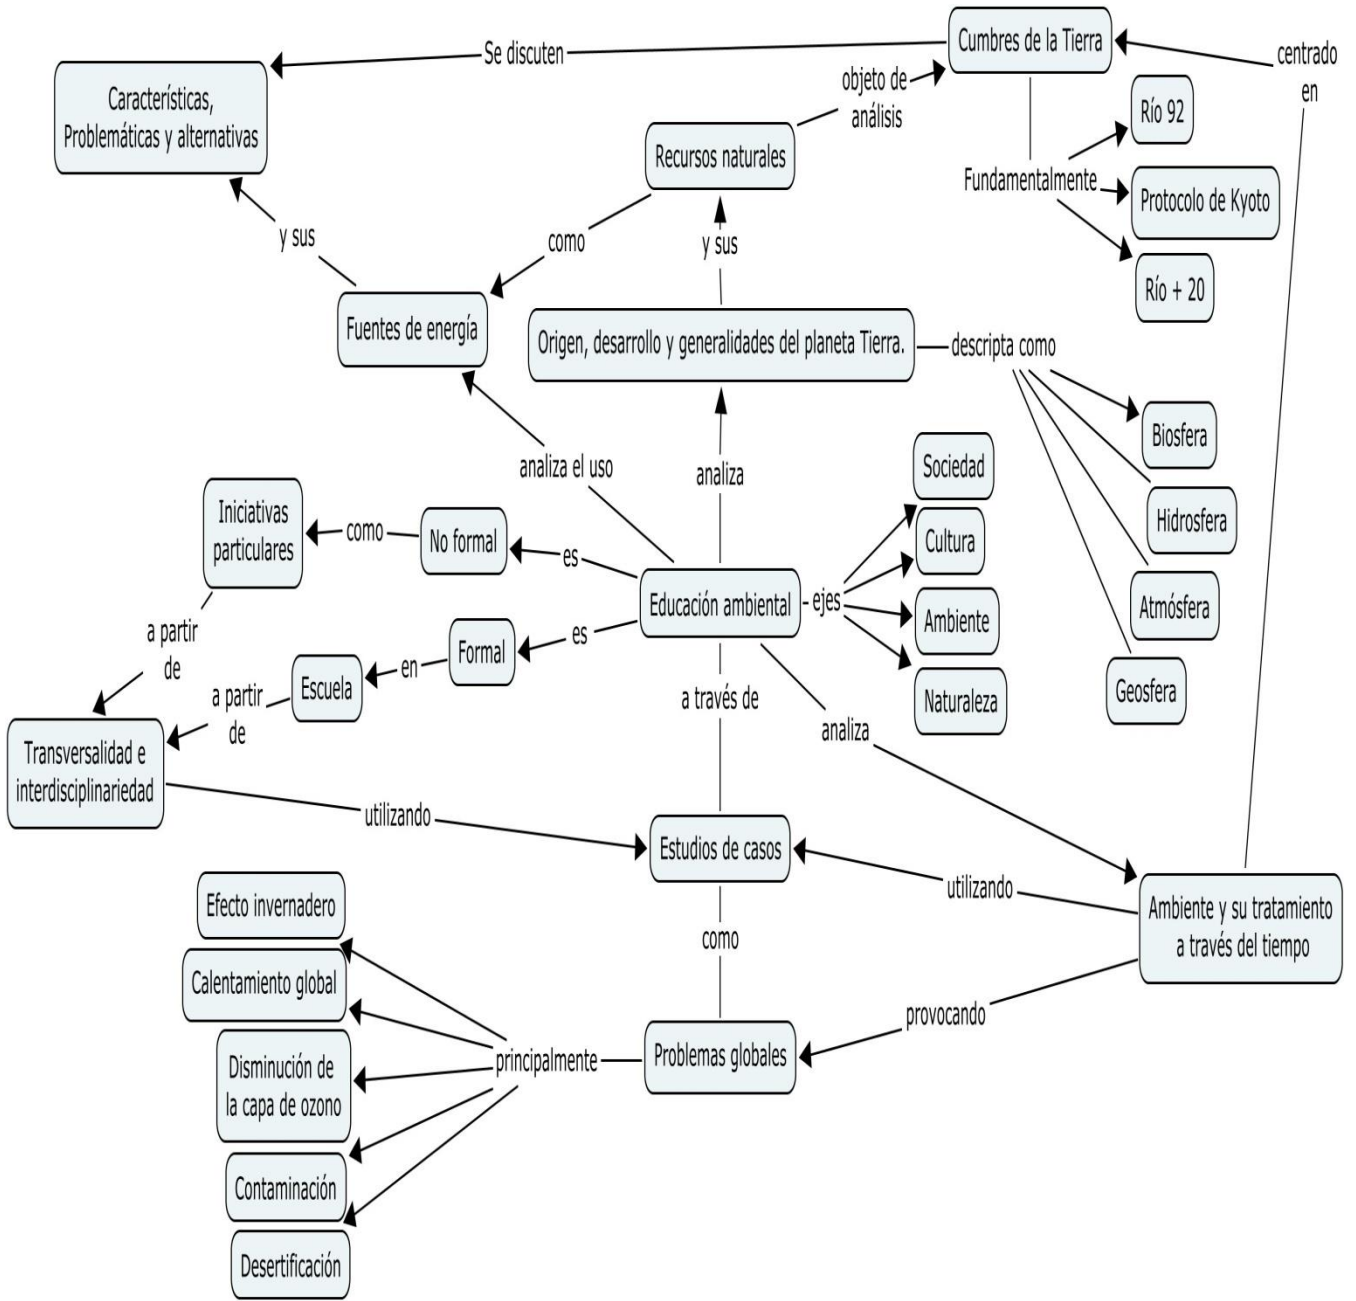 Cumbres de la Tierra
centrado
en
Se discuten
Características,
Problemáticas y alternativas
objeto de
análisis
Río 92
Recursos naturales
Fundamentalmente
Protocolo de Kyoto
y sus
como
y sus
Río + 20
Fuentes de energía
Origen, desarrollo y generalidades del planeta Tierra.
descripta como
Biosfera
Sociedad
analiza el uso
analiza
Iniciativas
particulares
como
No formal
es
Cultura
Hidrosfera
Educación ambiental
ejes
Ambiente
Atmósfera
a partir
de
es
Formal
en
Escuela
a partir
de
a través de
Naturaleza
Geosfera
analiza
Transversalidad e
interdisciplinariedad
utilizando
Estudios de casos
utilizando
Ambiente y su tratamiento
a través del tiempo
Efecto invernadero
como
Calentamiento global
provocando
principalmente
Problemas globales
Disminución de
la capa de ozono
Contaminación
Desertificación